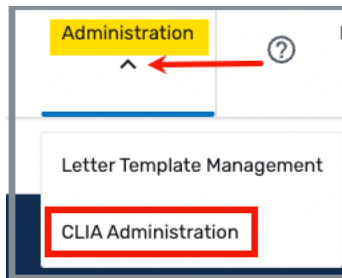 Administration
?
Letter Template Management
CLIA Administration